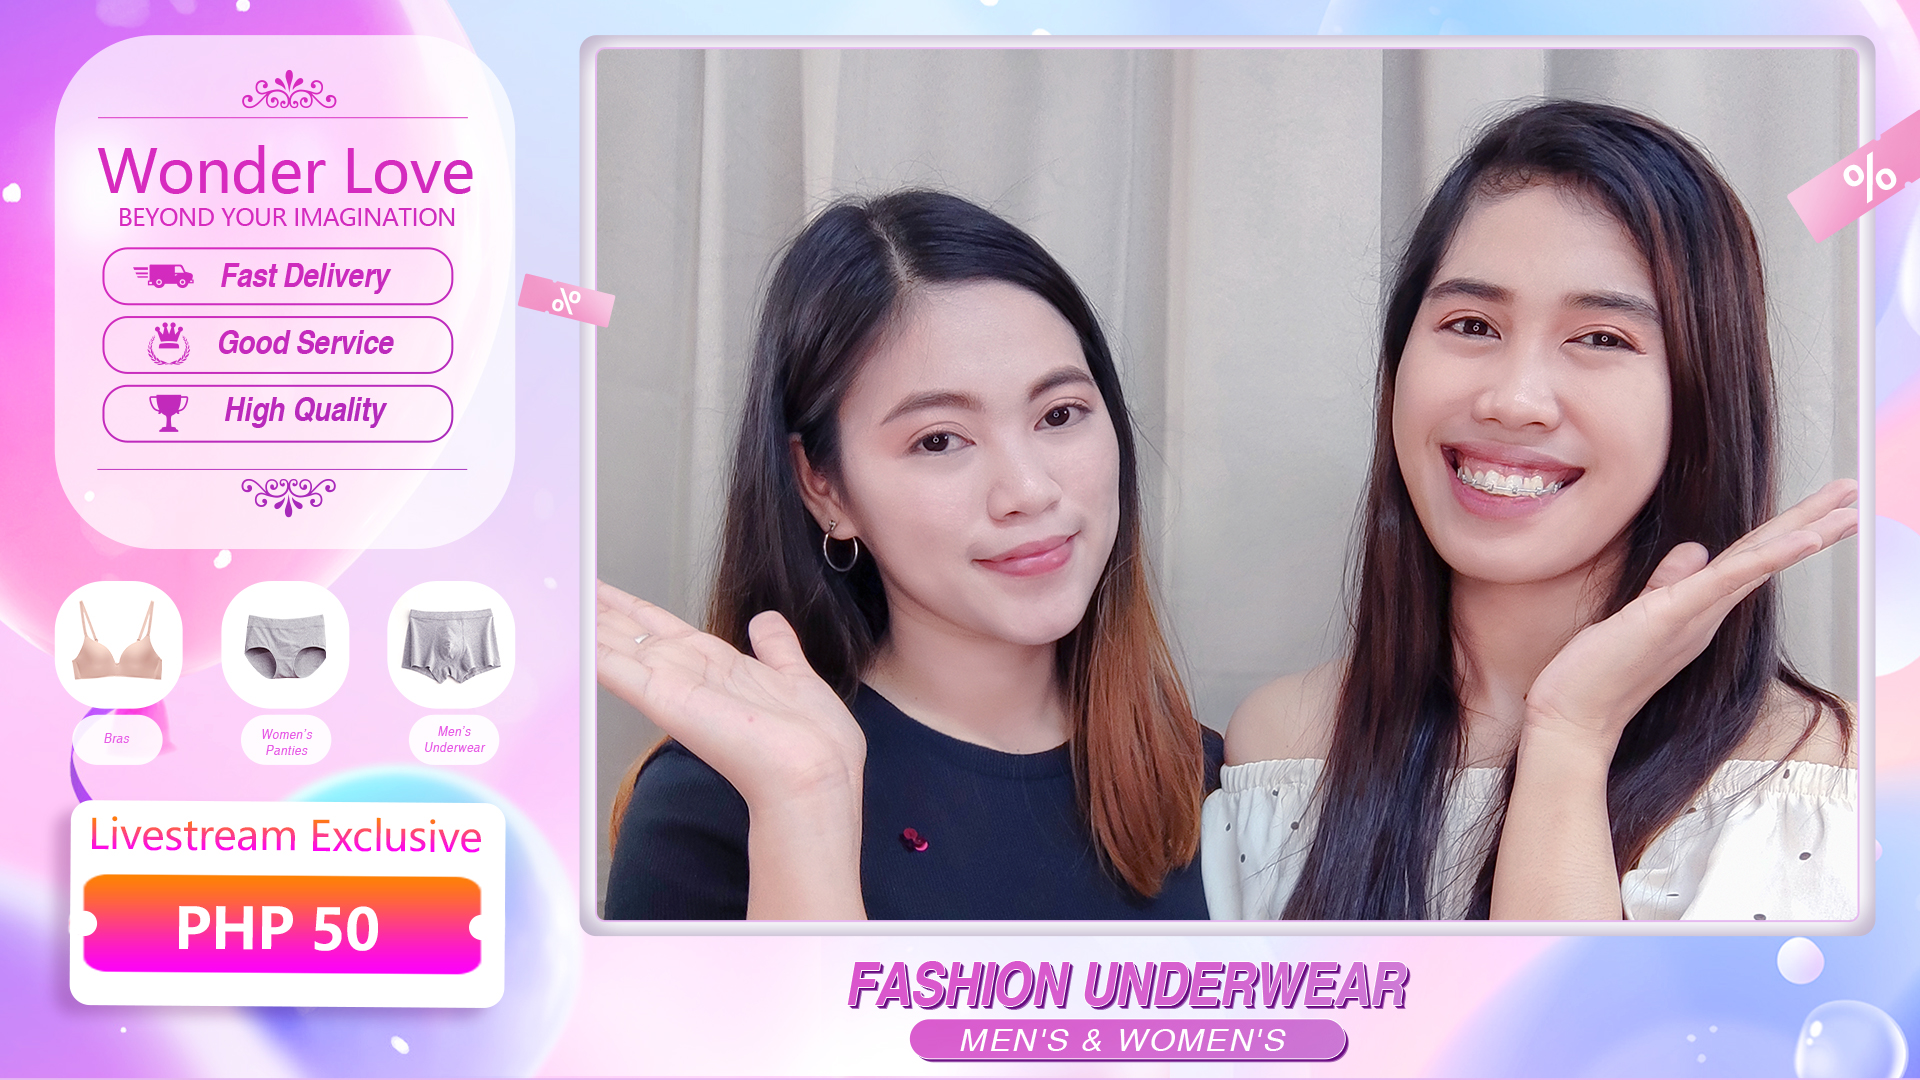 Wonder Love
BEYOND YOUR IMAGINATION
Fast Delivery
Good Service
High Quality
Bras
Women's
Panties
Men's
Underwear
Livestream Exclusive
PHP 50
%
%
FASHION UNDERWEAR
MEN'S & WOMEN'S